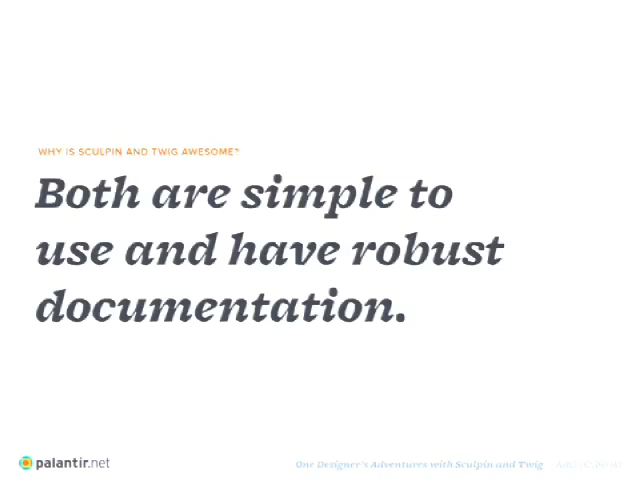 WHY IS SCULPIN AND TWIG AWESOME?
Both are simple to
use and have robust
documentation.
palantir.net
One Designer's Adventures with Sculpin and Twig